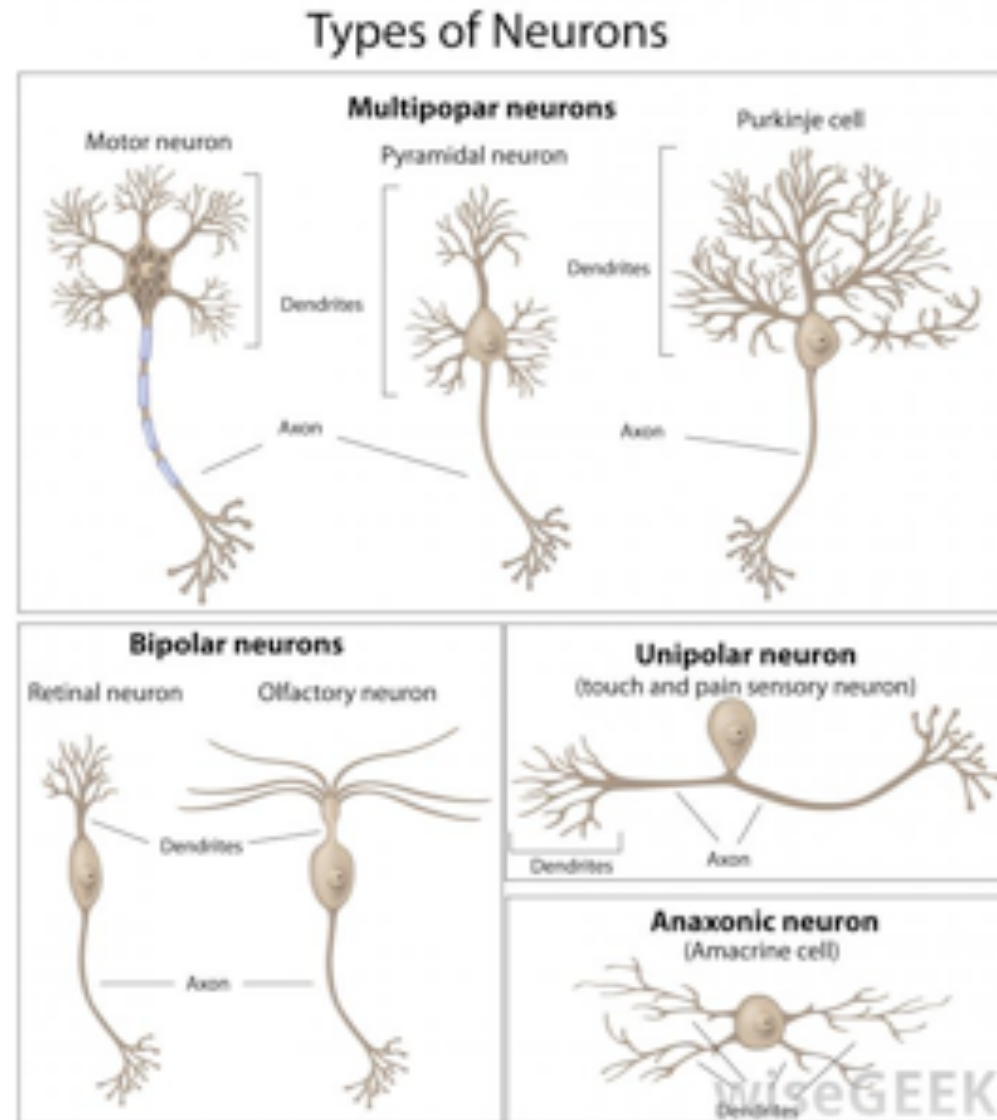 Types of Neurons
Multipopar neurons
Motor neuron
Pyramidal neuron
Purkinje cell
Dendrites
Dendrites
Axon
Axon
Bipolar neurons
Retinal neuron
Olfactory neuron
Dendrites
Axon
Unipolar neuron
(touch and pain sensory neuron)
Dendrites
Axon
Anaxonic neuron
(Amacrine cell)
Dendrites
wiseGEEK